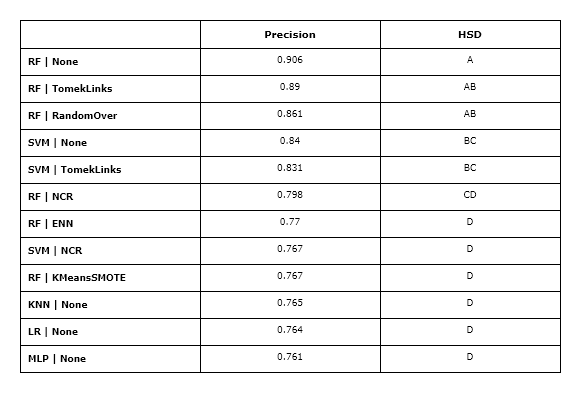 Precision HSD
RF | None 0.906 A
RF | TomekLinks 0.89 AB
RF | RandomOver 0.861 AB
SVM | None 0.84 BC
SVM | TomekLinks 0.831 BC
RF | NCR 0.798 CD
RF | ENN 0.77 D
SVM | NCR 0.767 D
RF | KMeansSMOTE 0.767 D
KNN | None 0.765 D
LR | None 0.764 D
MLP | None 0.761 D